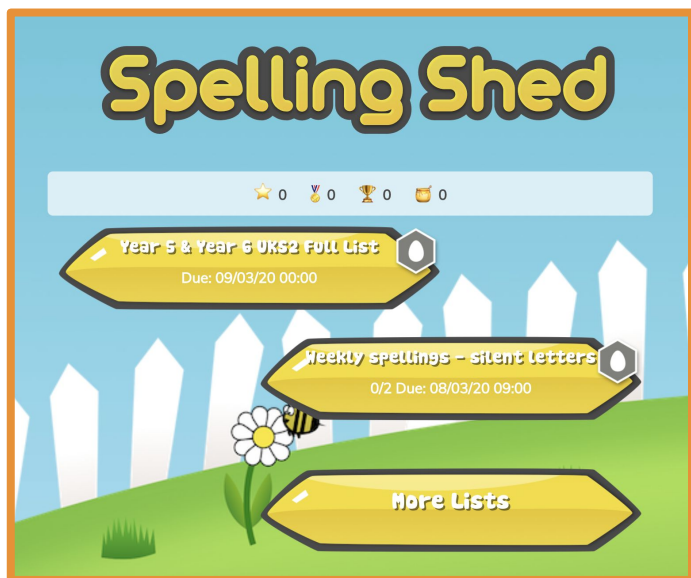 Spelling Shed
0 0 0 0
Year 5 & Year 6 UKS2 Full List
Due: 09/03/20 00:00
Weekly spellings - silent letters
0/2 Due: 08/03/20 09:00
More Lists